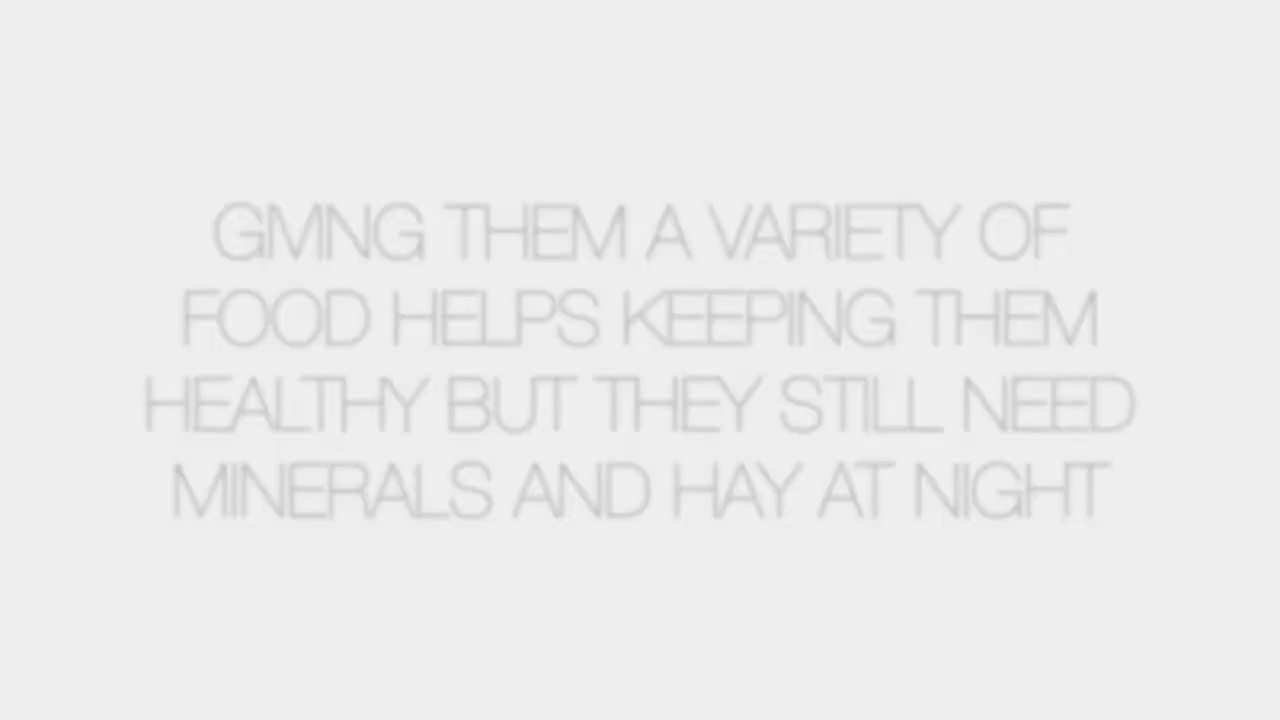 GIVING THEM A VARIETY OF
FOOD HELPS KEEPING THEM
HEALTHY BUT THEY STILL NEED
MINERALS AND HAY AT NIGHT